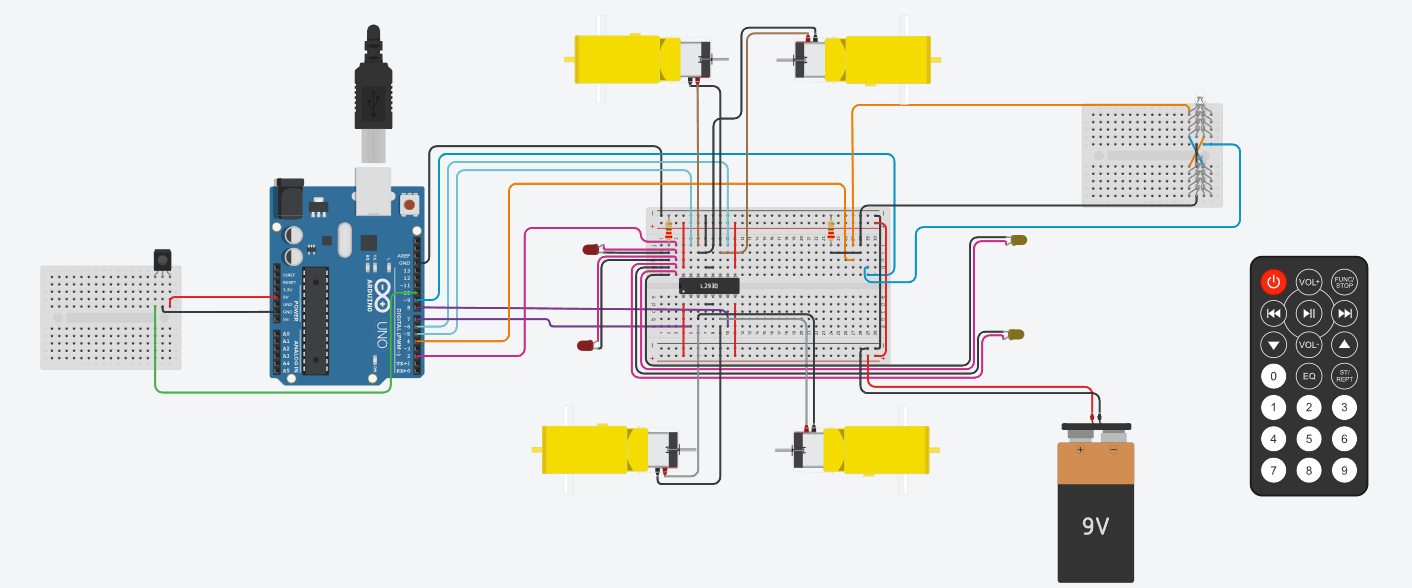 AREF
GND
13
12
~11
~10
~9
8
7
~6
~5
4
~3
2
TX→1
RX←0
IOREF
RESET
3.3V
5V
GND
GND
Vin
A0
A1
A2
A3
A4
A5
POWER
ANALOG IN
DIGITAL (PWM~)
ARDUINO
UNO
L
TX
RX
ON
L293D
+
−
9V
VOL+
FUNC/
STOP
VOL-
0
EQ
ST/
REPT
1
2
3
4
5
6
7
8
9